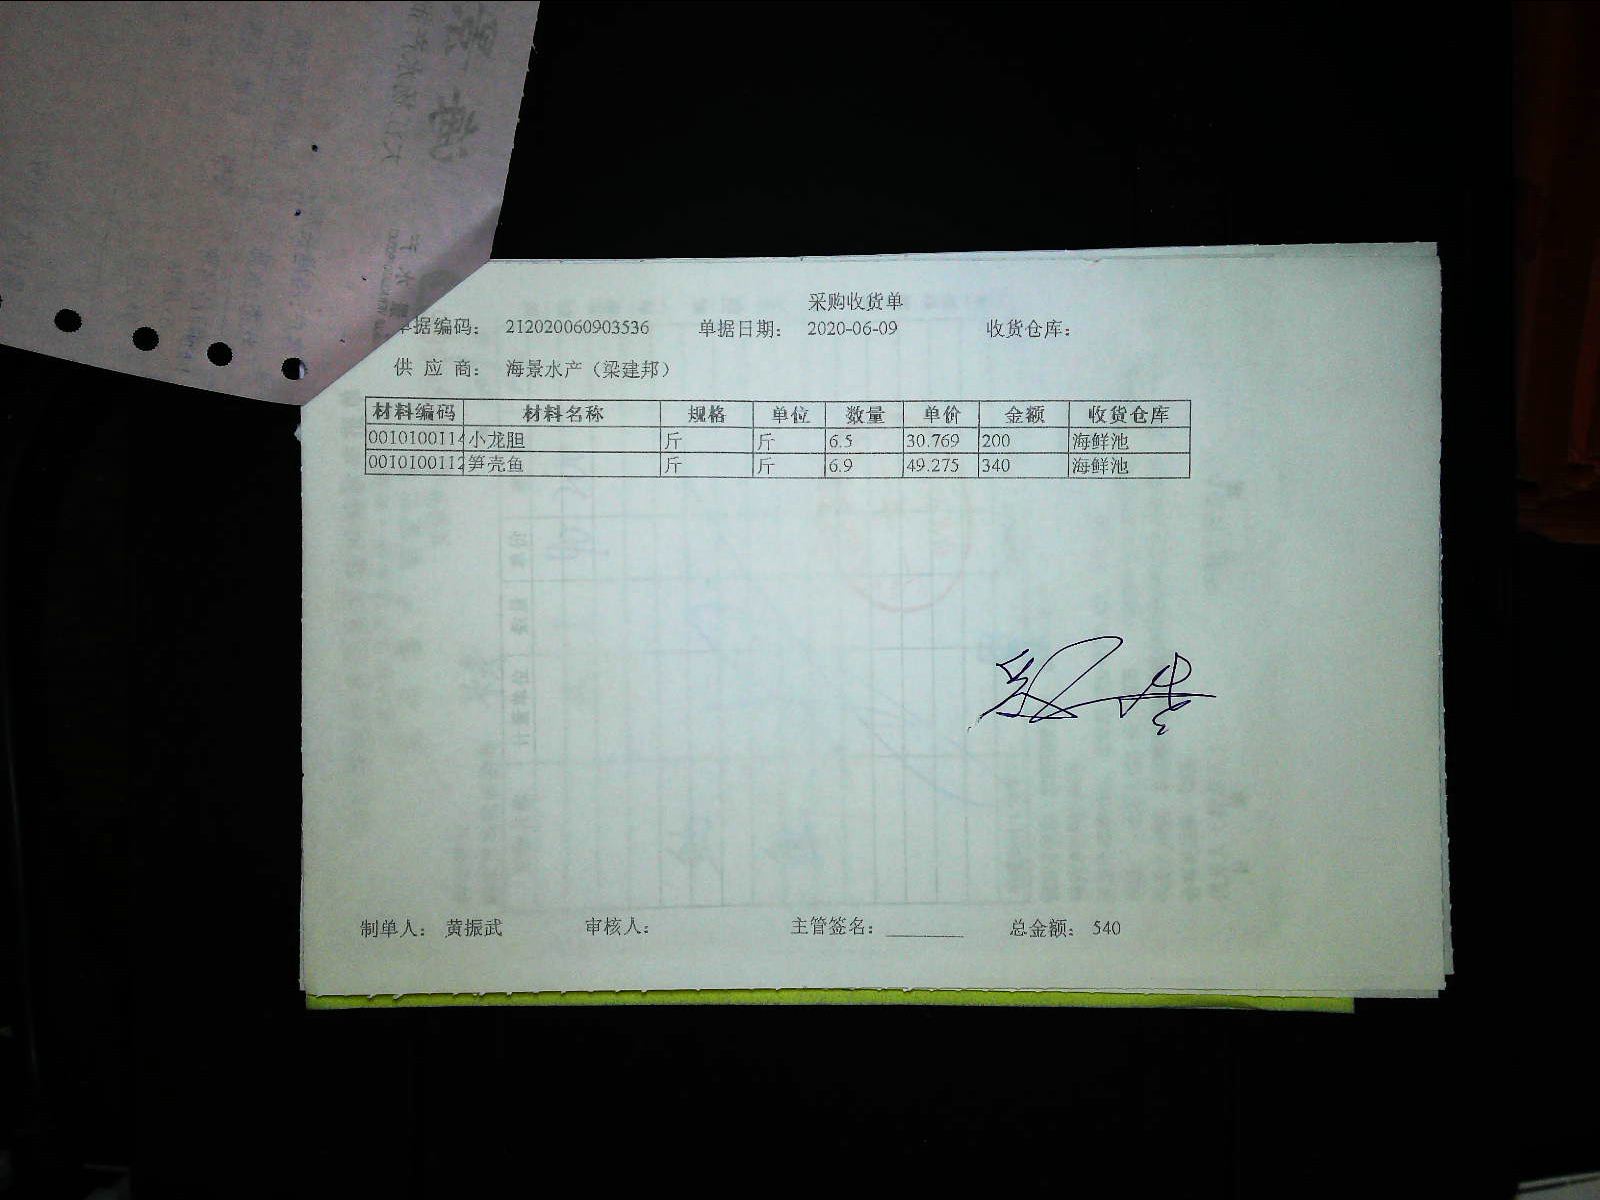 采购收货单
单据编码： 212020060903536 单据日期： 2020-06-09 收货仓库：
供 应 商： 海景水产（梁建邦）
材料编码 材料名称 规格 单位 数量 单价 金额 收货仓库
0010100114 小龙胆 斤 斤 6.5 30.769 200 海鲜池
0010100112 笋壳鱼 斤 斤 6.9 49.275 340 海鲜池
制单人： 黄振武 审核人： 主管签名： 总金额： 540